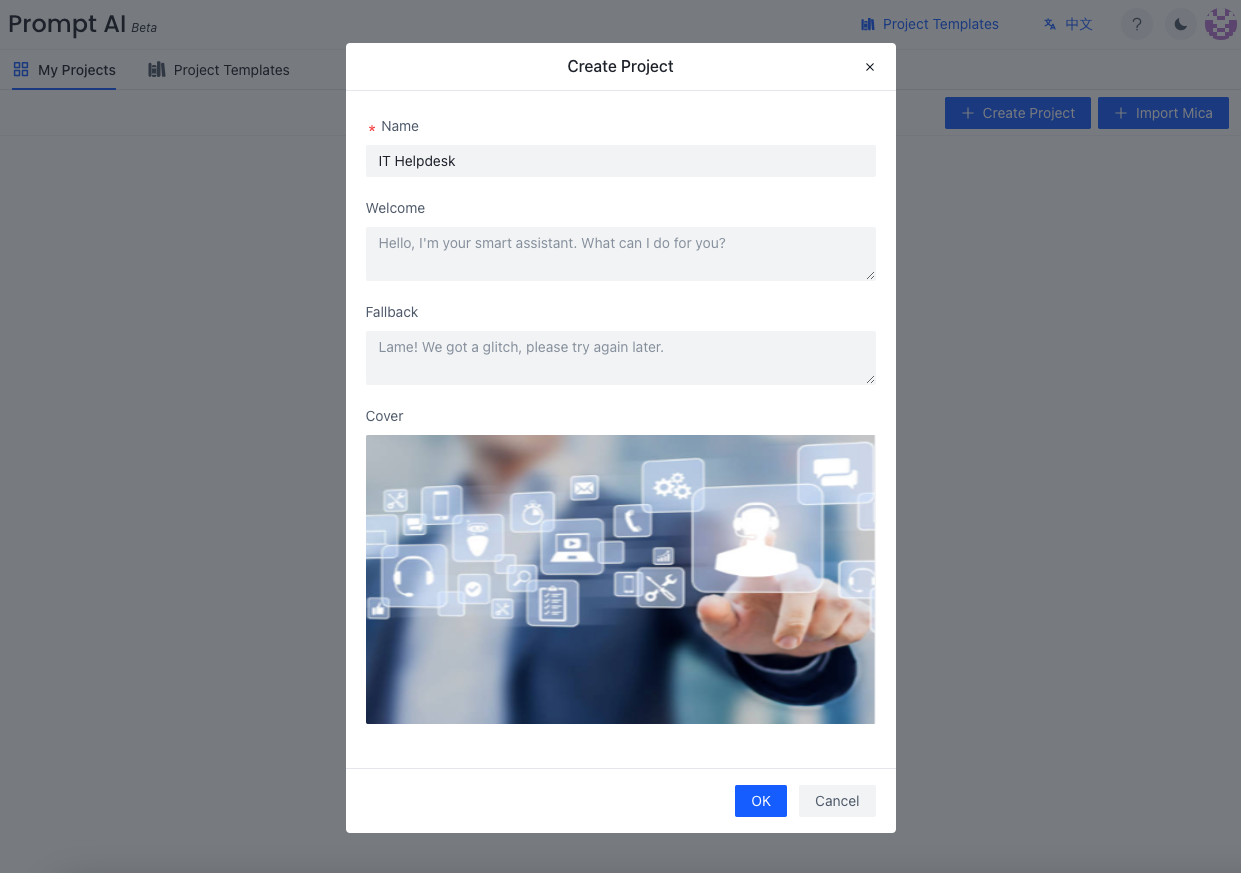 Prompt AI Beta
Project Templates
中文
?
My Projects
Project Templates
+ Create Project
+ Import Mica
Create Project
×
* Name
IT Helpdesk
Welcome
Hello, I'm your smart assistant. What can I do for you?
Fallback
Lame! We got a glitch, please try again later.
Cover
OK
Cancel